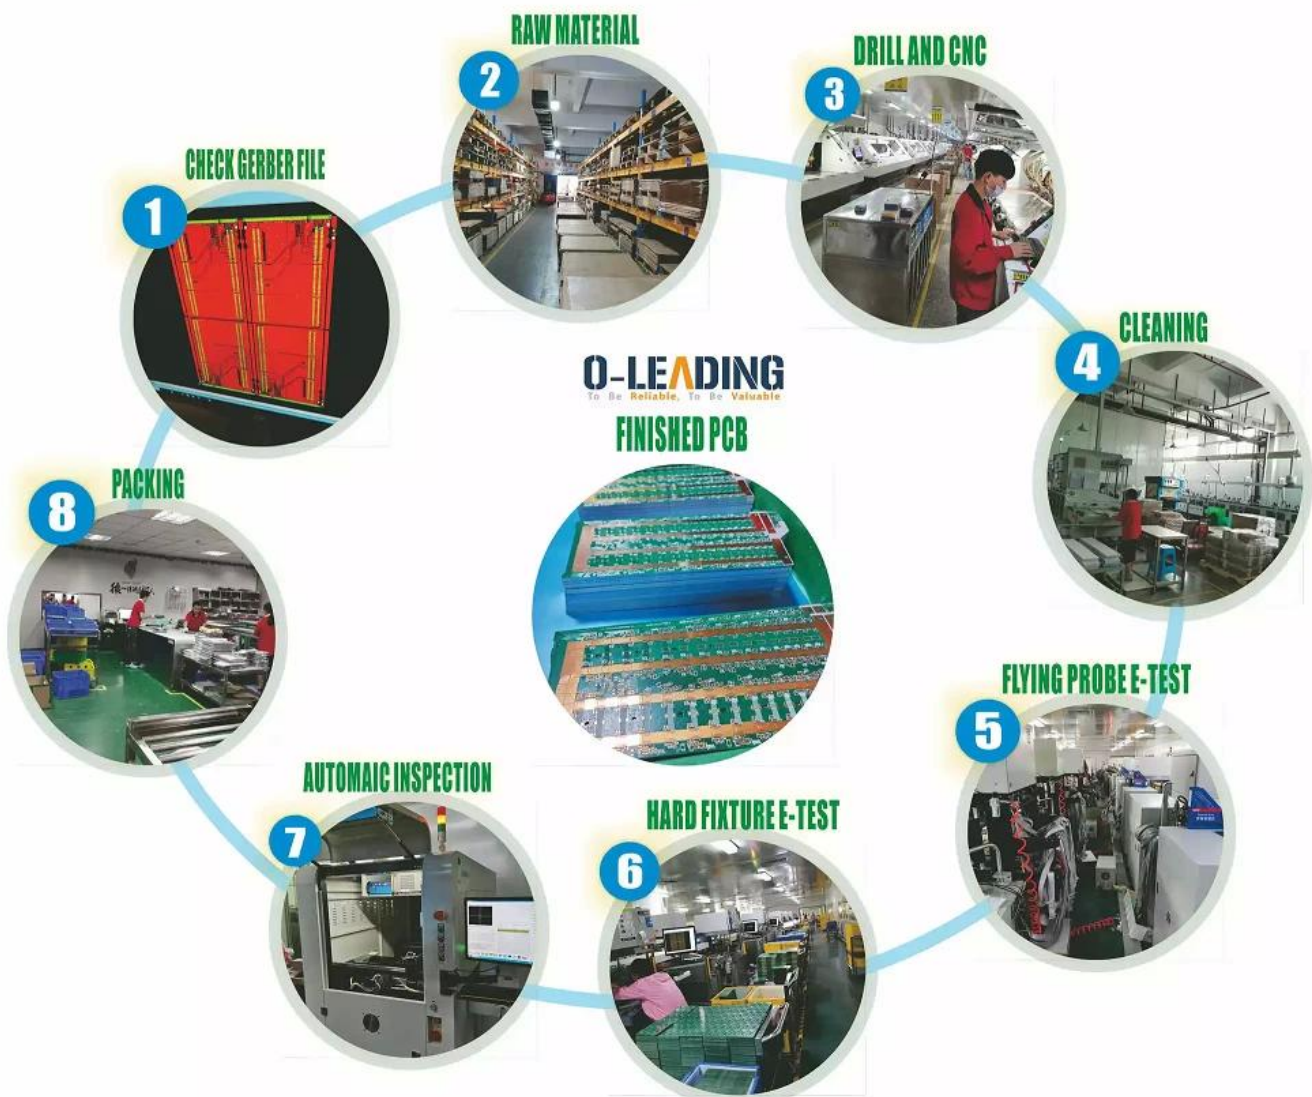 RAW MATERIAL
2
DRILL AND CNC
3
CHECK GERBER FILE
1
CLEANING
4
O-LEADING
To Be Reliable, To Be Valuable
FINISHED PCB
PACKING
8
FLYING PROBE E-TEST
5
AUTOMAIC INSPECTION
7
HARD FIXTURE E-TEST
6